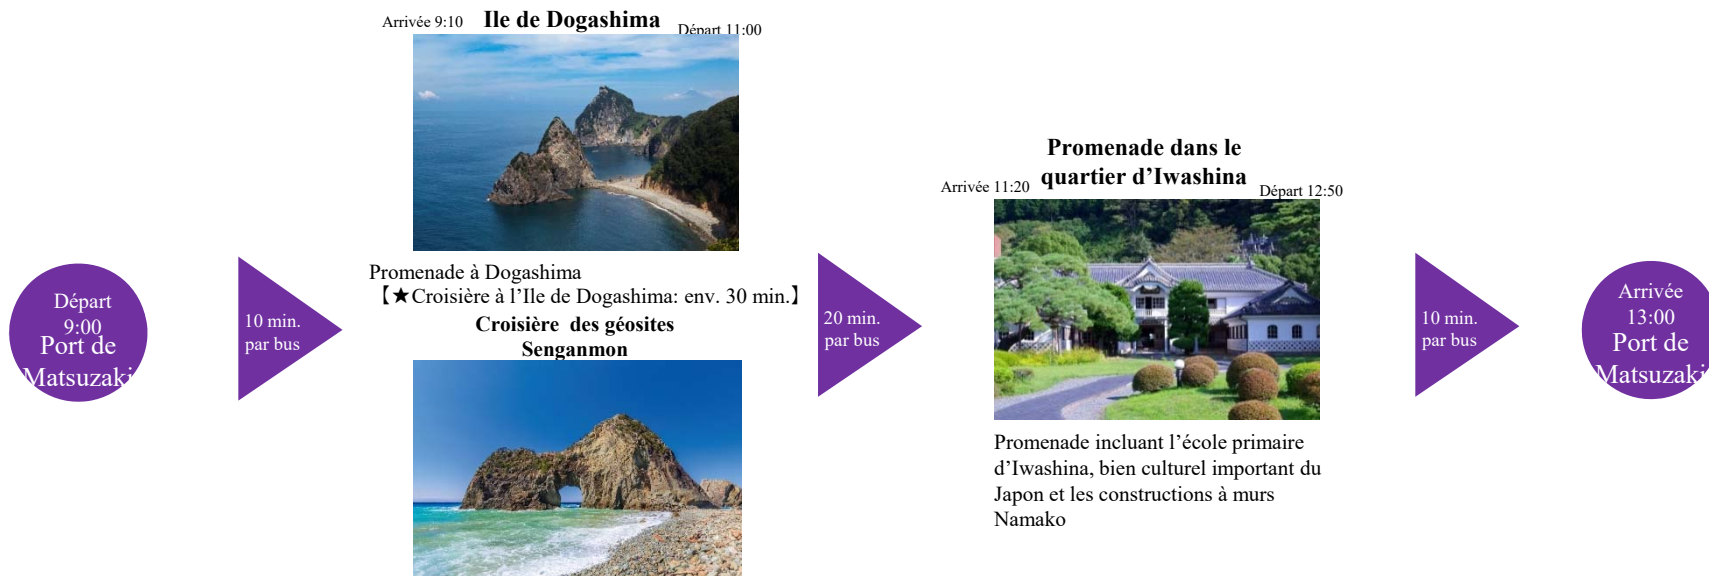 Départ
9:00
Port de
Matsuzaki
10 min.
par bus
Arrivée 9:10
Ile de Dogashima
Départ 11:00
Promenade à Dogashima
【★Croisière à l’Ile de Dogashima: env. 30 min.】
Croisière des géosites
Senganmon
20 min.
par bus
Promenade dans le
quartier d’Iwashina
Arrivée 11:20
Départ 12:50
Promenade incluant l’école primaire
d’Iwashina, bien culturel important du
Japon et les constructions à murs
Namako
10 min.
par bus
Arrivée
13:00
Port de
Matsuzaki